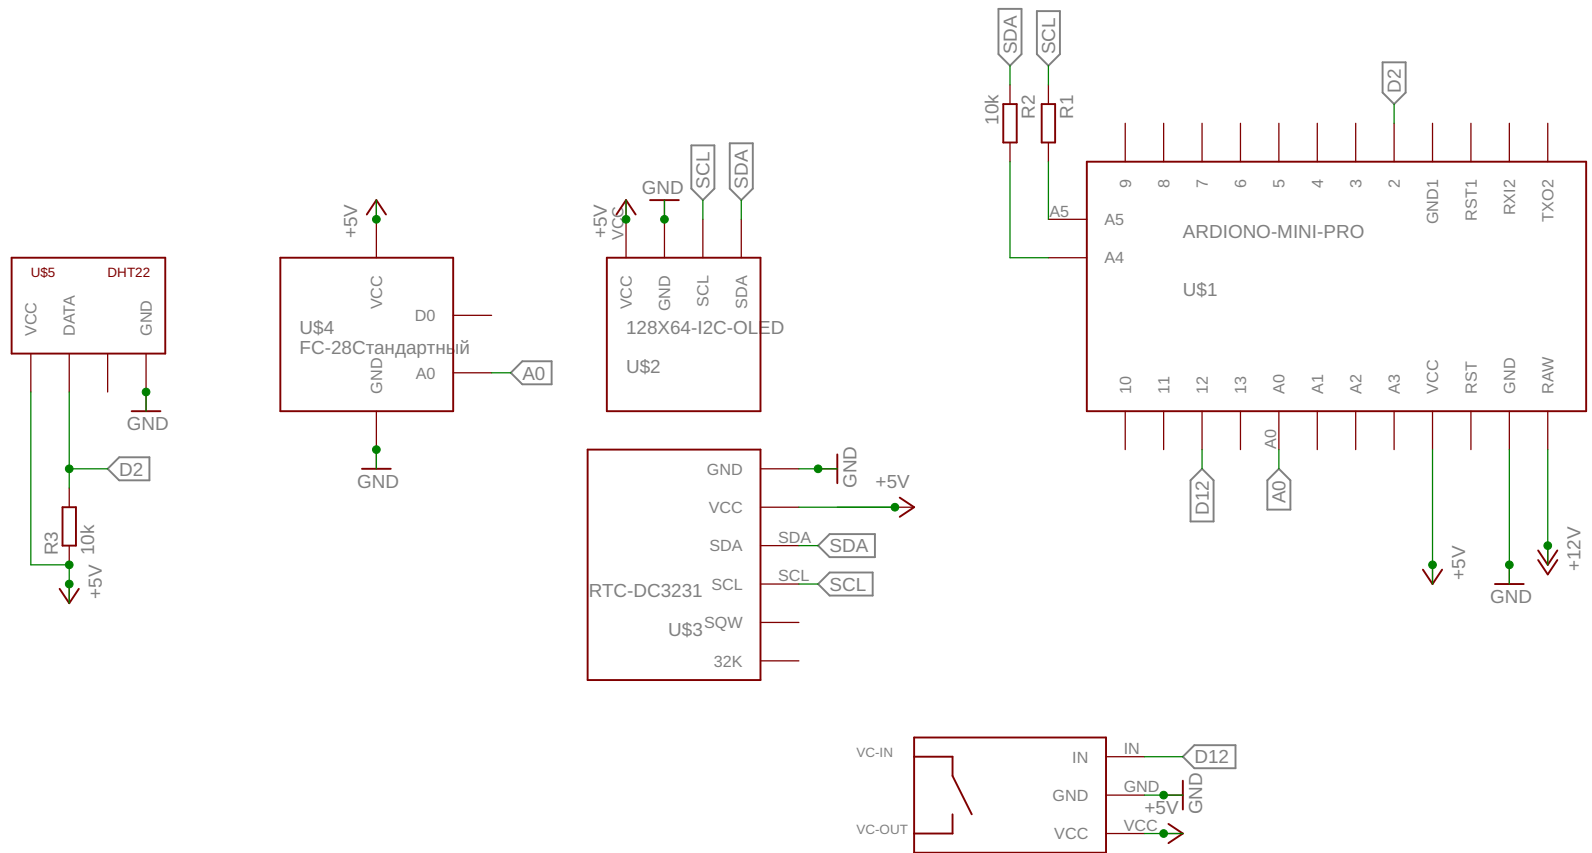 SDA
SCL
10k
R2
R1
D2
9
8
7
6
5
4
3
2
GND1
RST1
RXI2
TXO2
A5
A5
A4
ARDIONO-MINI-PRO
U$1
10
11
12
13
A0
A1
A2
A3
VCC
RST
GND
RAW
A0
D12
A0
+5V
GND
+12V
U$5
DHT22
VCC
DATA
GND
GND
D2
R3
10k
+5V
+5V
VCC
U$4
FC-28Стандартный
GND
D0
A0
A0
GND
+5V
VCC
GND
SCL
SDA
VCC
GND
SCL
SDA
128X64-I2C-OLED
U$2
GND
GND
VCC
+5V
SDA
SDA
SDA
SCL
SCL
SCL
RTC-DC3231
U$3
SQW
32K
VC-IN
VC-OUT
IN
IN
D12
GND
GND
GND
+5V
VCC
VCC